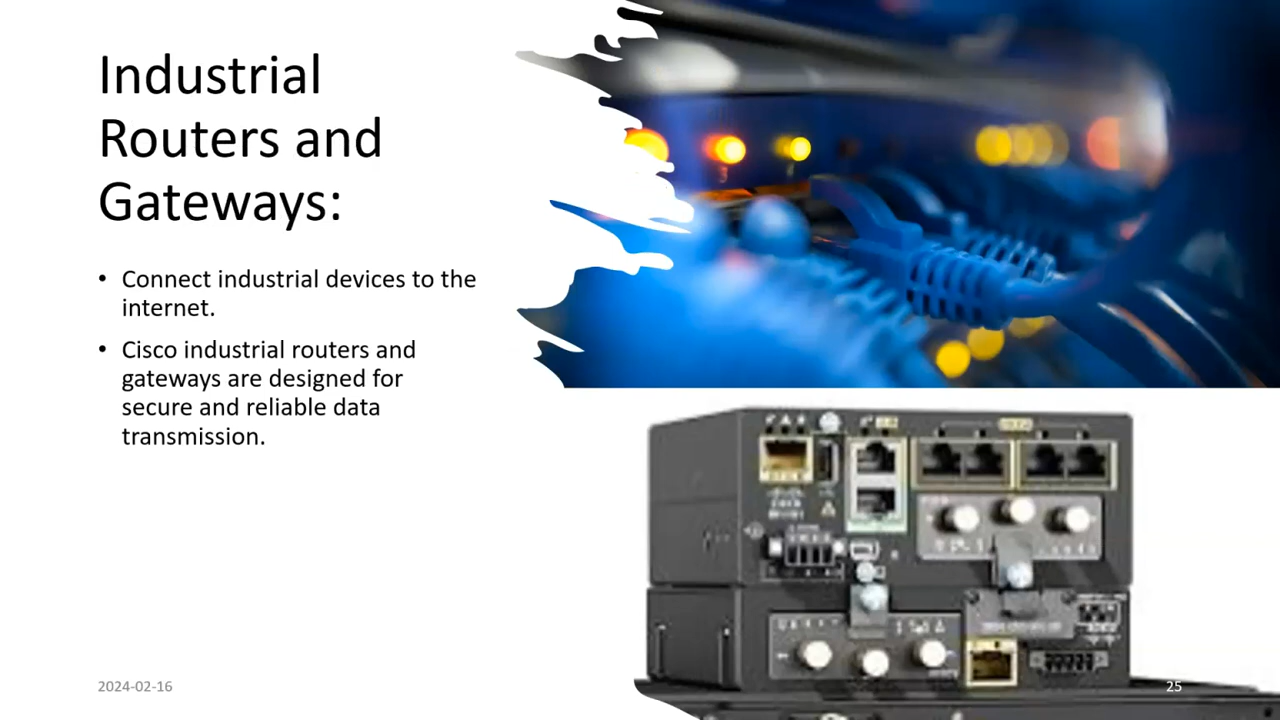 Industrial
Routers and
Gateways:
• Connect industrial devices to the
internet.
• Cisco industrial routers and
gateways are designed for
secure and reliable data
transmission.
2024-02-16
25